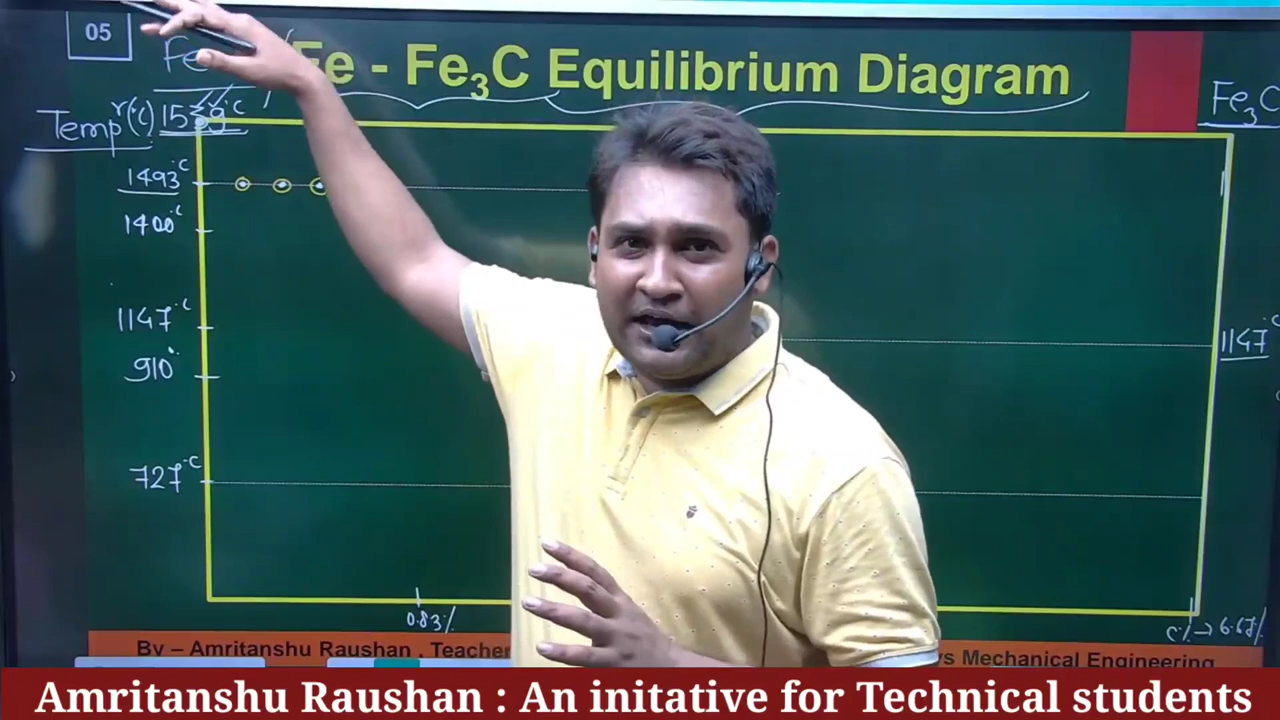 05
Fe
Fe - Fe₃C Equilibrium Diagram
Fe₃C
Temp
1493°C
1400°C
1147°C
1147°C
910°
727°C
0.83%
C% → 6.67%
By – Amritanshu Raushan , Teacher
Mechanical Engineering
Amritanshu Raushan : An initative for Technical students